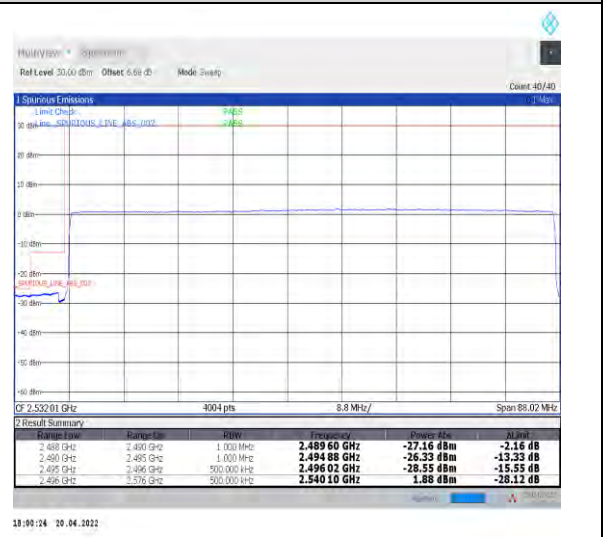 MultiView Spectrum
Ref Level 30.00 dBm Offset 6.68 dB Mode Sweep
Count 40/40
1 Spurious Emissions
Limit Check PASS
30 dBm Line _SPURIOUS_LINE_ABS_002 PASS
20 dBm
10 dBm
0 dBm
-10 dBm
-20 dBm
_SPURIOUS_LINE_ABS_002
-30 dBm
-40 dBm
-50 dBm
-60 dBm
CF 2.53201 GHz 4004 pts 8.8 MHz/ Span 88.02 MHz
2 Result Summary
Range Low Range Up RBW Frequency Power Abs ΔLimit
2.488 GHz 2.490 GHz 1.000 MHz 2.489 60 GHz -27.16 dBm -2.16 dB
2.490 GHz 2.495 GHz 1.000 MHz 2.494 88 GHz -26.33 dBm -13.33 dB
2.495 GHz 2.496 GHz 500.000 kHz 2.496 02 GHz -28.55 dBm -15.55 dB
2.496 GHz 2.576 GHz 500.000 kHz 2.540 10 GHz 1.88 dBm -28.12 dB
18:00:24 20.04.2022